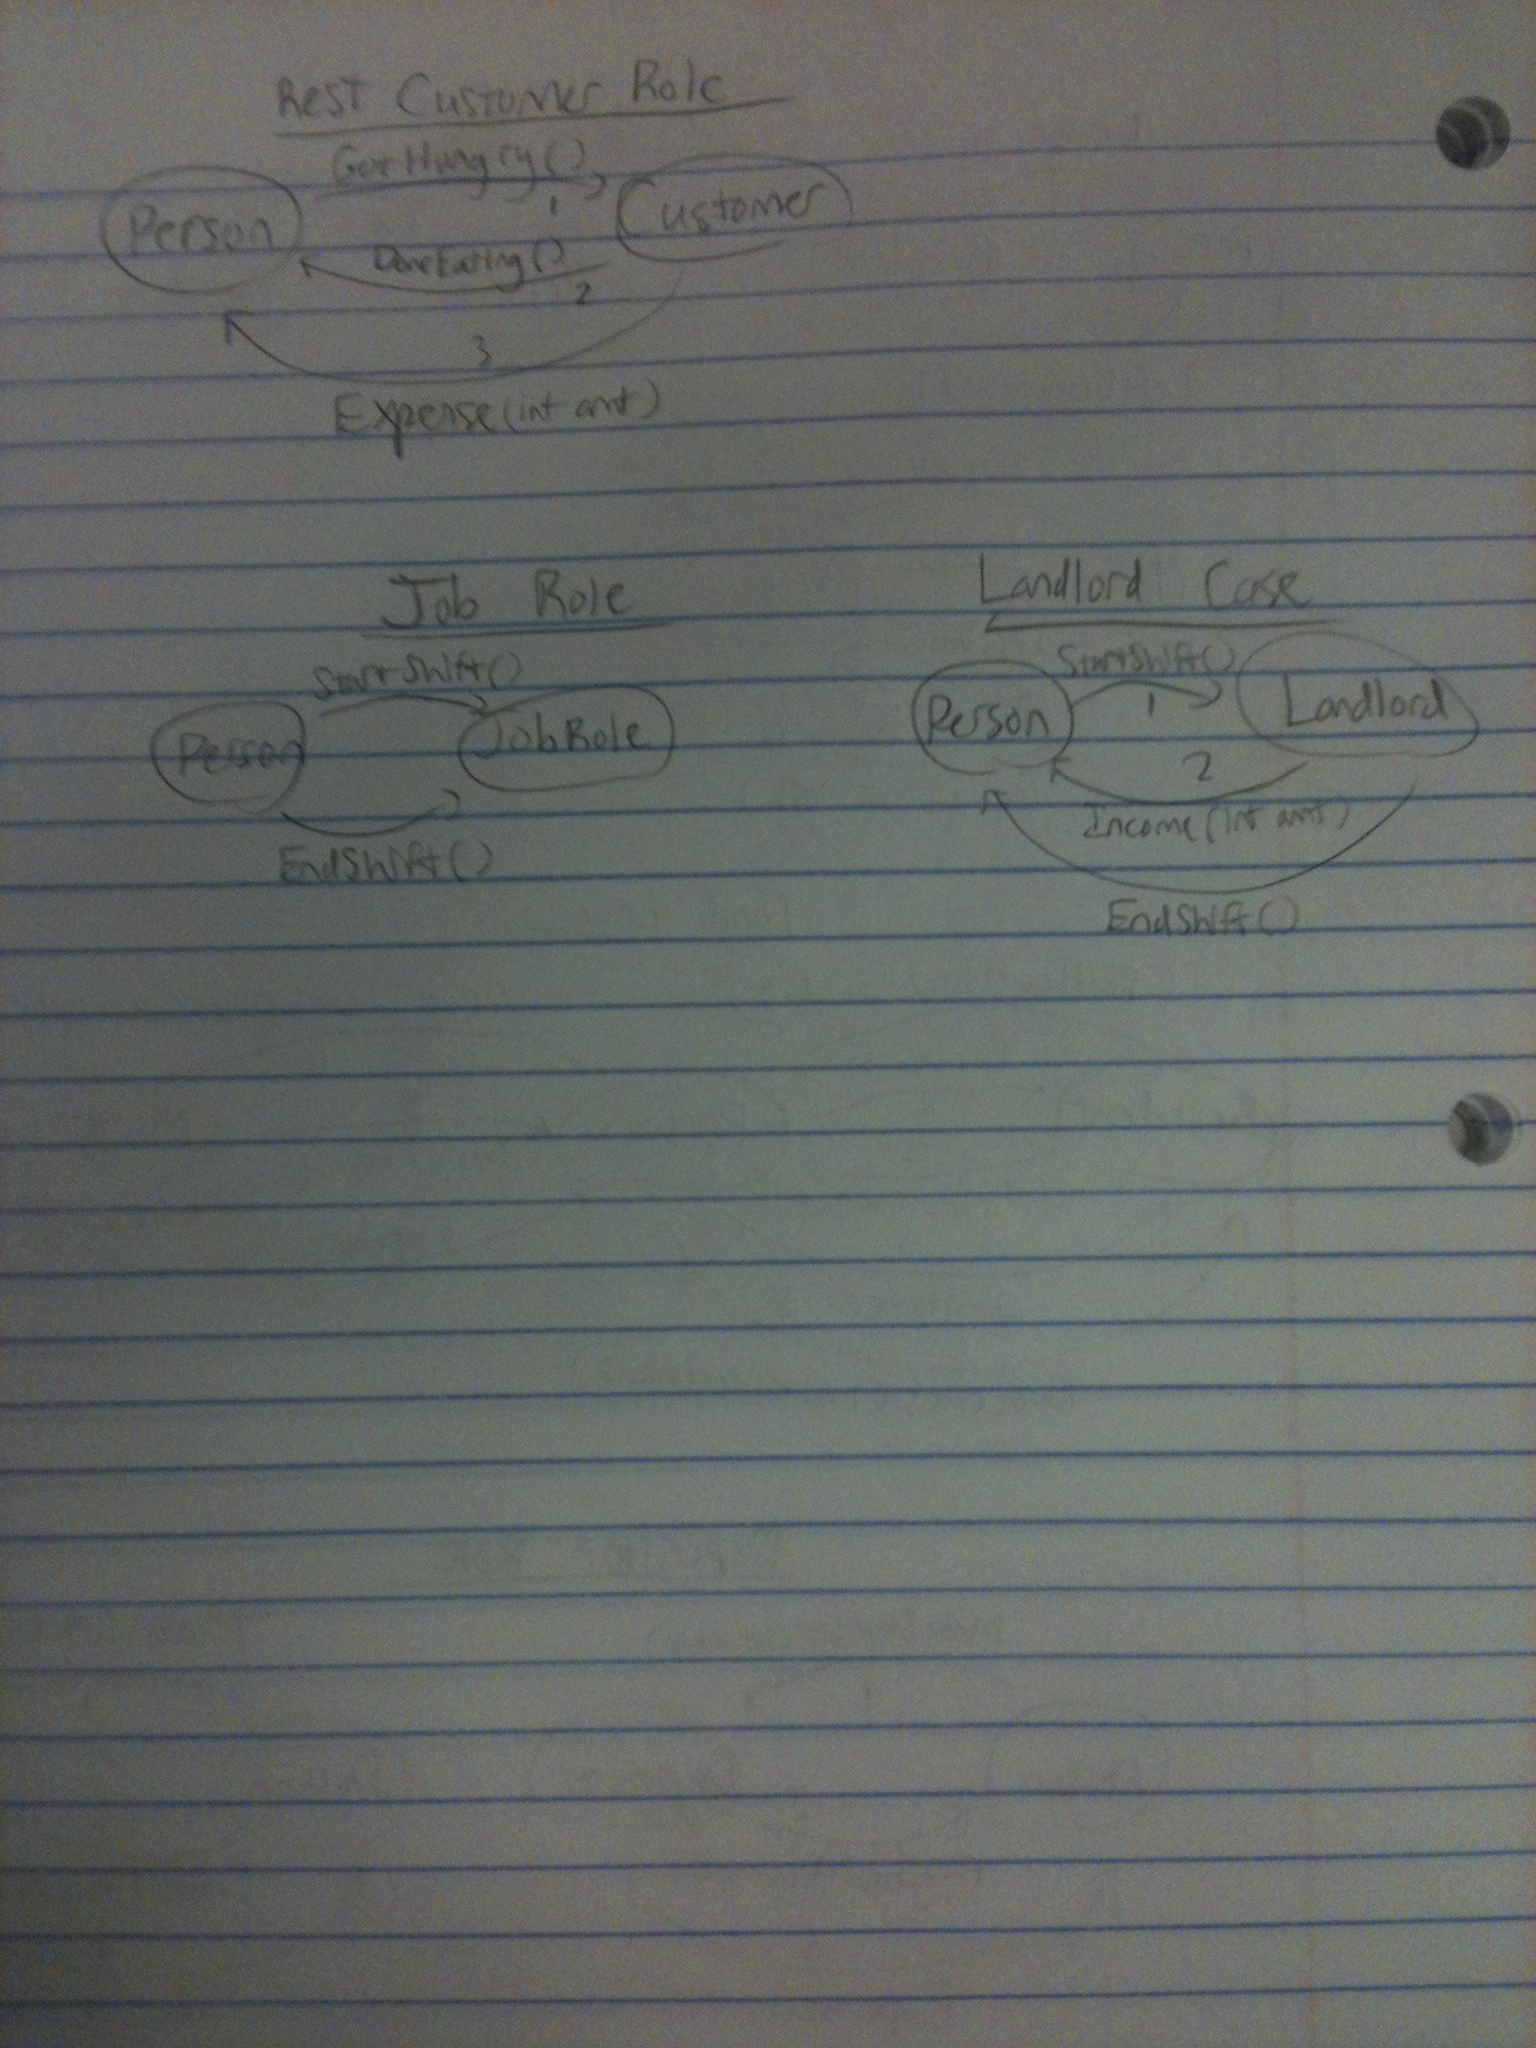 Rest Customer Role
GotHungry()
Person
1
Customer
DoneEating()
2
3
Expense(int amt)
Job Role
StartShift()
Person
JobRole
EndShift()
Landlord Case
StartShift()
Person
1
Landlord
2
Income(int amt)
EndShift()